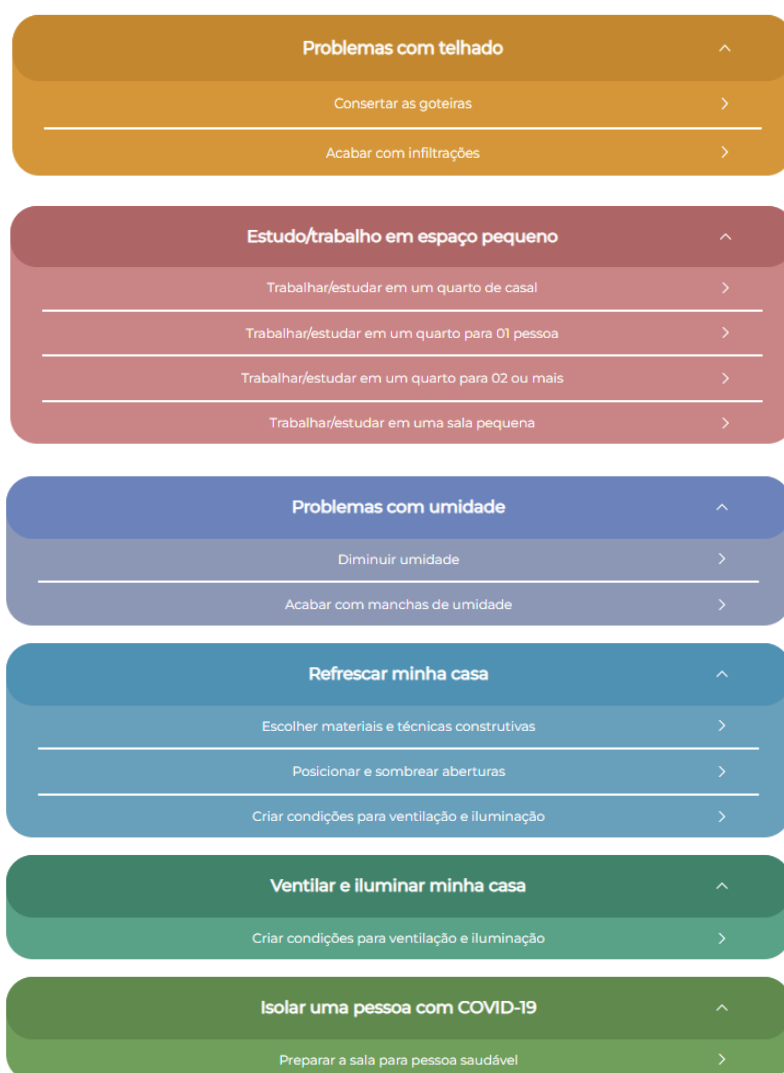 Problemas com telhado
Consertar as goteiras
Acabar com infiltrações
Estudo/trabalho em espaço pequeno
Trabalhar/estudar em um quarto de casal
Trabalhar/estudar em um quarto para 01 pessoa
Trabalhar/estudar em um quarto para 02 ou mais
Trabalhar/estudar em uma sala pequena
Problemas com umidade
Diminuir umidade
Acabar com manchas de umidade
Refrescar minha casa
Escolher materiais e técnicas construtivas
Posicionar e sombrear aberturas
Criar condições para ventilação e iluminação
Ventilar e iluminar minha casa
Criar condições para ventilação e iluminação
Isolar uma pessoa com COVID-19
Preparar a sala para pessoa saudável